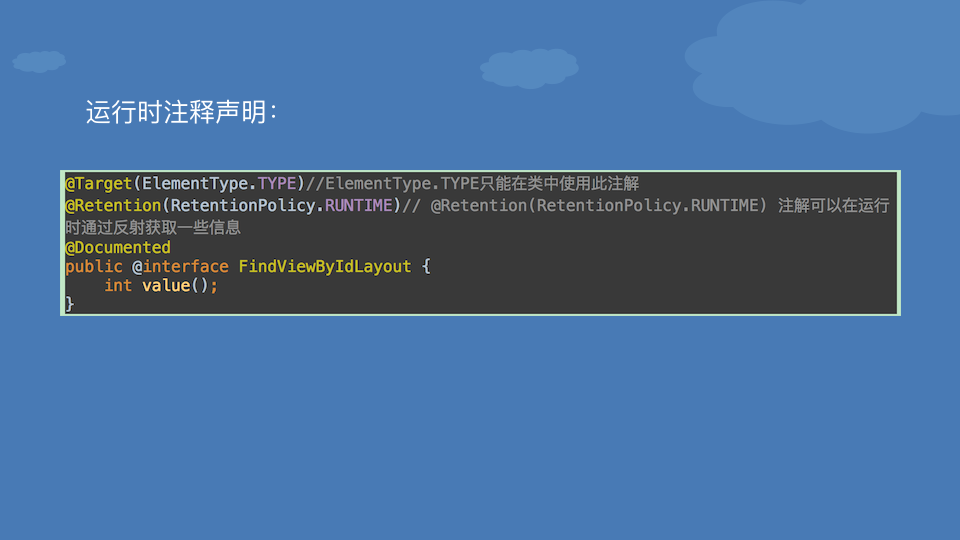 运行时注释声明：
@Target(ElementType.TYPE)//ElementType.TYPE只能在类中使用此注解
@Retention(RetentionPolicy.RUNTIME)// @Retention(RetentionPolicy.RUNTIME) 注解可以在运行
时通过反射获取一些信息
@Documented
public @interface FindViewByIdLayout {
    int value();
}